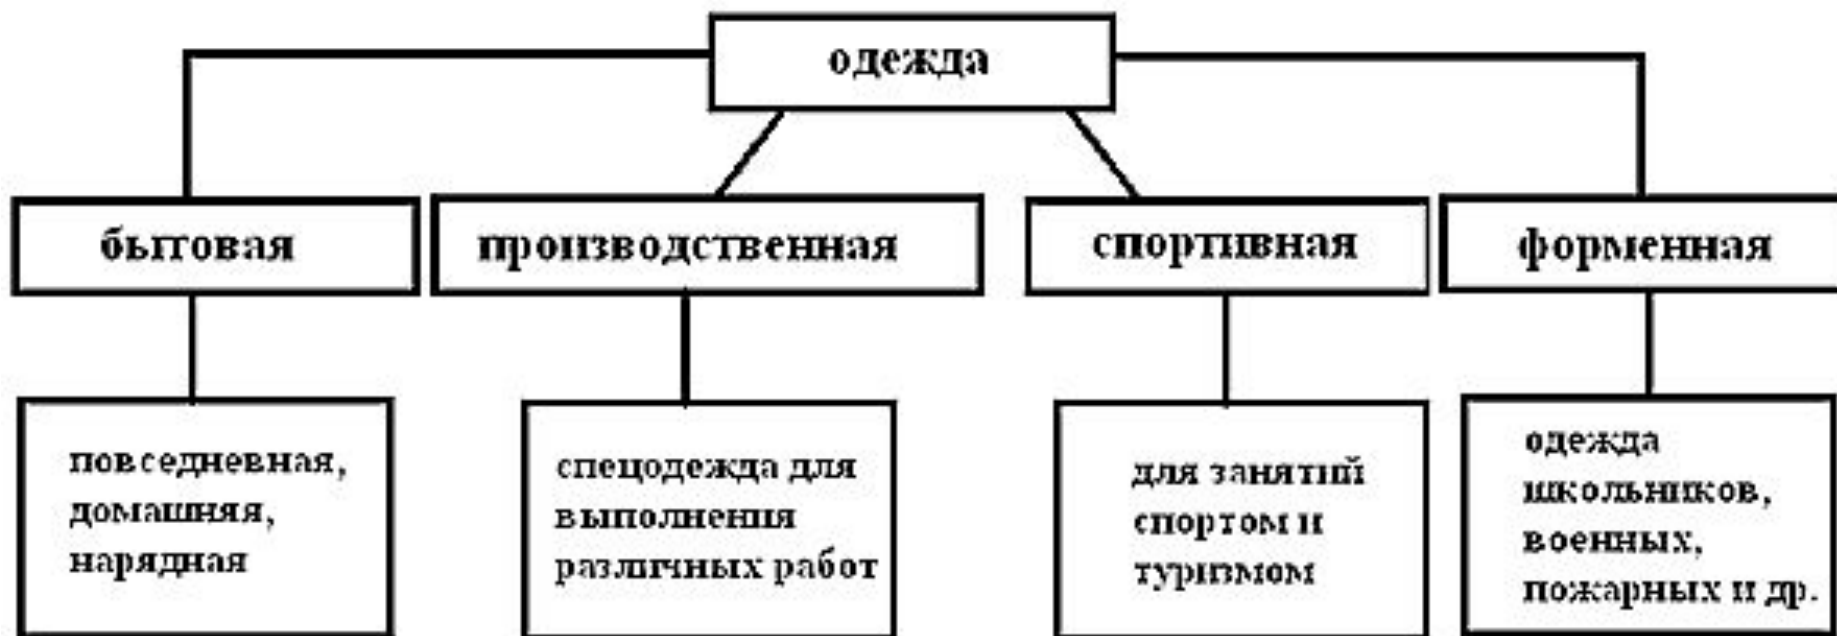 одежда
бытовая
производственная
спортивная
форменная
повседневная,
домашняя,
нарядная
спецодежда для
выполнения
различных работ
для занятий
спортом и
туризмом
одежда
школьников,
военных,
пожарных и др.